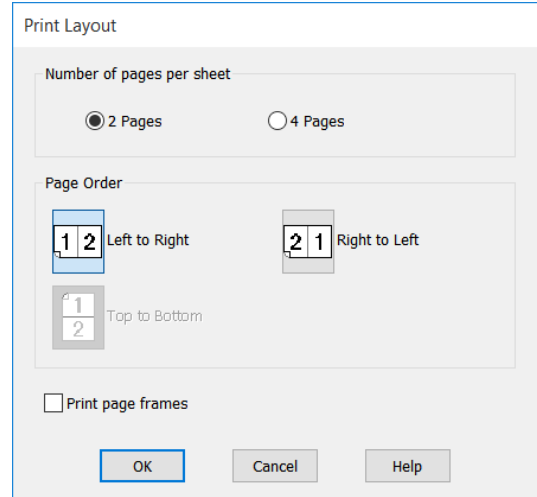 Print Layout
Number of pages per sheet
2 Pages 4 Pages
Page Order
1 2 Left to Right 2 1 Right to Left
1
2
Top to Bottom
Print page frames
OK Cancel Help